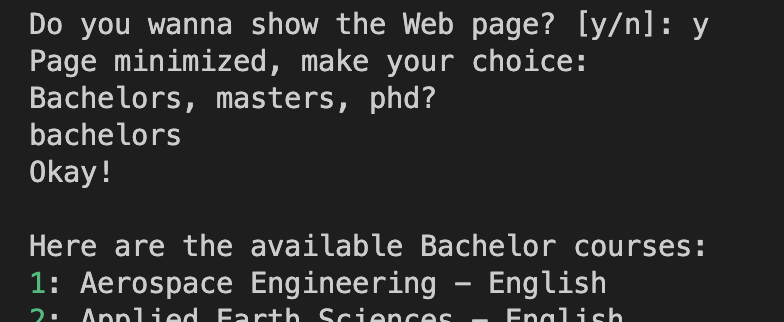 Do you wanna show the Web page? [y/n]: y
Page minimized, make your choice:
Bachelors, masters, phd?
bachelors
Okay!
Here are the available Bachelor courses:
1: Aerospace Engineering – English
2: Applied Earth Sciences – English